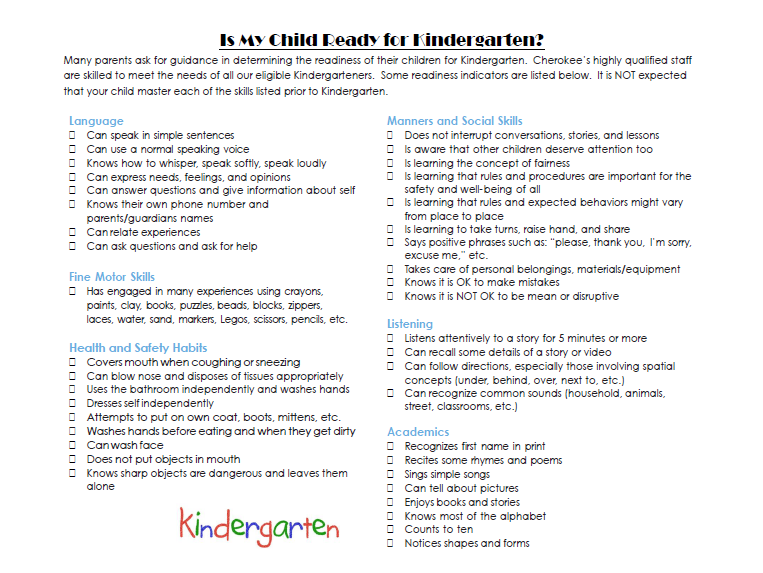 Is My Child Ready for Kindergarten?
Many parents ask for guidance in determining the readiness of their children for Kindergarten. Cherokee's highly qualified staff
are skilled to meet the needs of all our eligible Kindergarteners. Some readiness indicators are listed below. It is NOT expected
that your child master each of the skills listed prior to Kindergarten.
Language
Can speak in simple sentences
Can use a normal speaking voice
Knows how to whisper, speak softly, speak loudly
Can express needs, feelings, and opinions
Can answer questions and give information about self
Knows their own phone number and
parents/guardians names
Can relate experiences
Can ask questions and ask for help
Fine Motor Skills
Has engaged in many experiences using crayons,
paints, clay, books, puzzles, beads, blocks, zippers,
laces, water, sand, markers, Legos, scissors, pencils, etc.
Health and Safety Habits
Covers mouth when coughing or sneezing
Can blow nose and disposes of tissues appropriately
Uses the bathroom independently and washes hands
Dresses self independently
Attempts to put on own coat, boots, mittens, etc.
Washes hands before eating and when they get dirty
Can wash face
Does not put objects in mouth
Knows sharp objects are dangerous and leaves them
alone
Kindergarten
Manners and Social Skills
Does not interrupt conversations, stories, and lessons
Is aware that other children deserve attention too
Is learning the concept of fairness
Is learning that rules and procedures are important for the
safety and well-being of all
Is learning that rules and expected behaviors might vary
from place to place
Is learning to take turns, raise hand, and share
Says positive phrases such as: "please, thank you, I'm sorry,
excuse me," etc.
Takes care of personal belongings, materials/equipment
Knows it is OK to make mistakes
Knows it is NOT OK to be mean or disruptive
Listening
Listens attentively to a story for 5 minutes or more
Can recall some details of a story or video
Can follow directions, especially those involving spatial
concepts (under, behind, over, next to, etc.)
Can recognize common sounds (household, animals,
street, classrooms, etc.)
Academics
Recognizes first name in print
Recites some rhymes and poems
Sings simple songs
Can tell about pictures
Enjoys books and stories
Knows most of the alphabet
Counts to ten
Notices shapes and forms